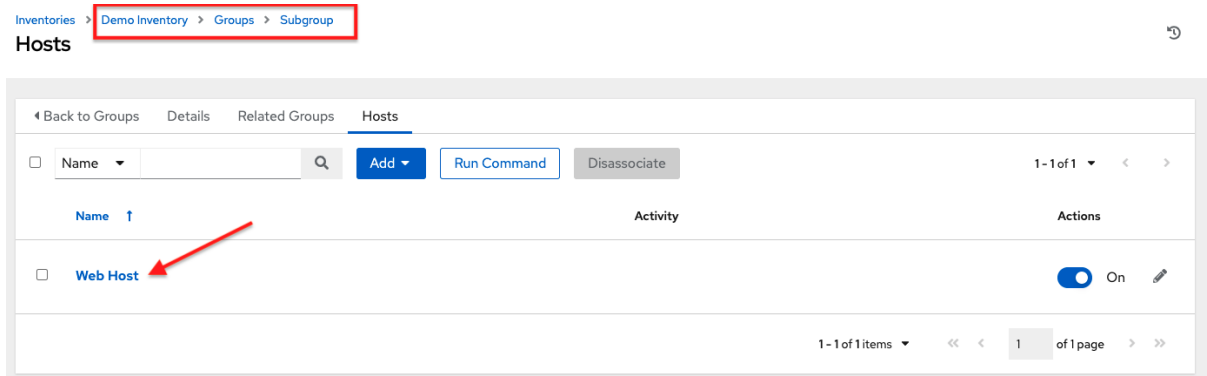 Inventories > Demo Inventory > Groups > Subgroup
Hosts
Back to Groups Details Related Groups Hosts
Name Add Run Command Disassociate 1 - 1 of 1
Name Activity Actions
Web Host On
1 - 1 of 1 items 1 of 1 page